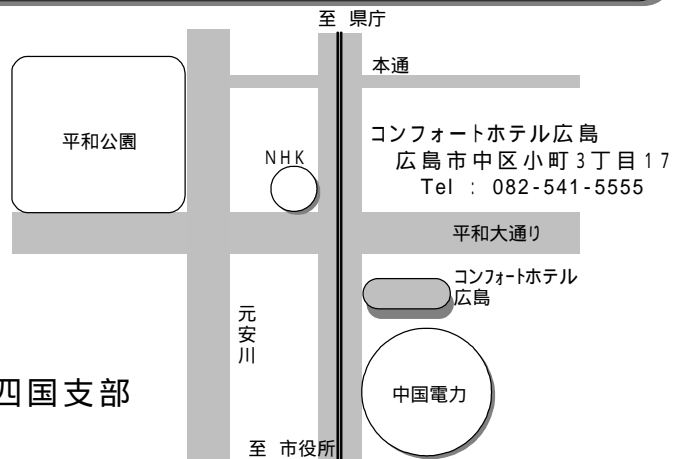 至 県庁
本通
平和公園
NHK
コンフォートホテル広島
広島市中区小町3丁目17
Tel : 082-541-5555
平和大通り
コンフォートホテル
広島
元安川
中国電力
四国支部
至 市役所